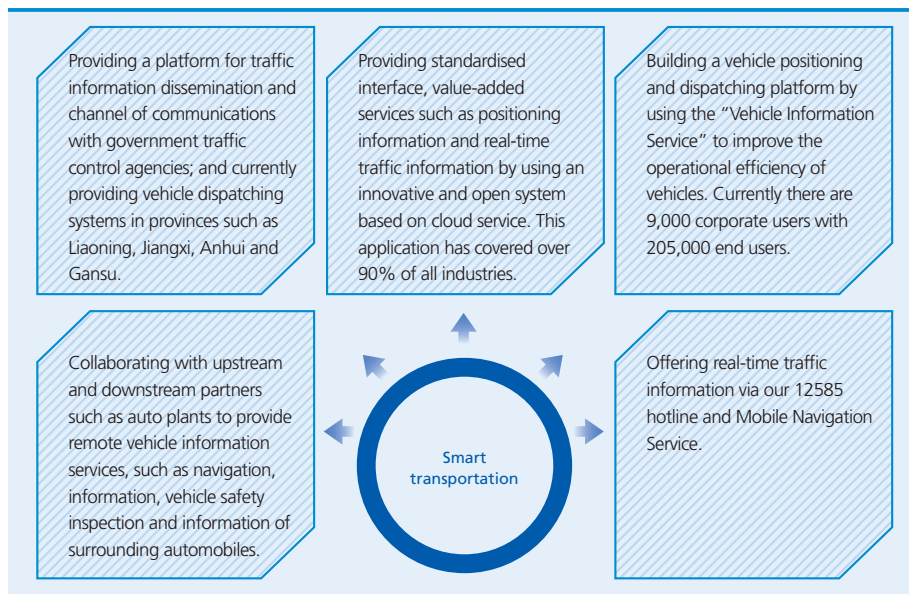 Providing a platform for traffic
information dissemination and
channel of communications
with government traffic
control agencies; and currently
providing vehicle dispatching
systems in provinces such as
Liaoning, Jiangxi, Anhui and
Gansu.
Providing standardised
interface, value-added
services such as positioning
information and real-time
traffic information by using an
innovative and open system
based on cloud service. This
application has covered over
90% of all industries.
Building a vehicle positioning
and dispatching platform by
using the “Vehicle Information
Service” to improve the
operational efficiency of
vehicles. Currently there are
9,000 corporate users with
205,000 end users.
Collaborating with upstream
and downstream partners
such as auto plants to provide
remote vehicle information
services, such as navigation,
information, vehicle safety
inspection and information of
surrounding automobiles.
Smart
transportation
Offering real-time traffic
information via our 12585
hotline and Mobile Navigation
Service.